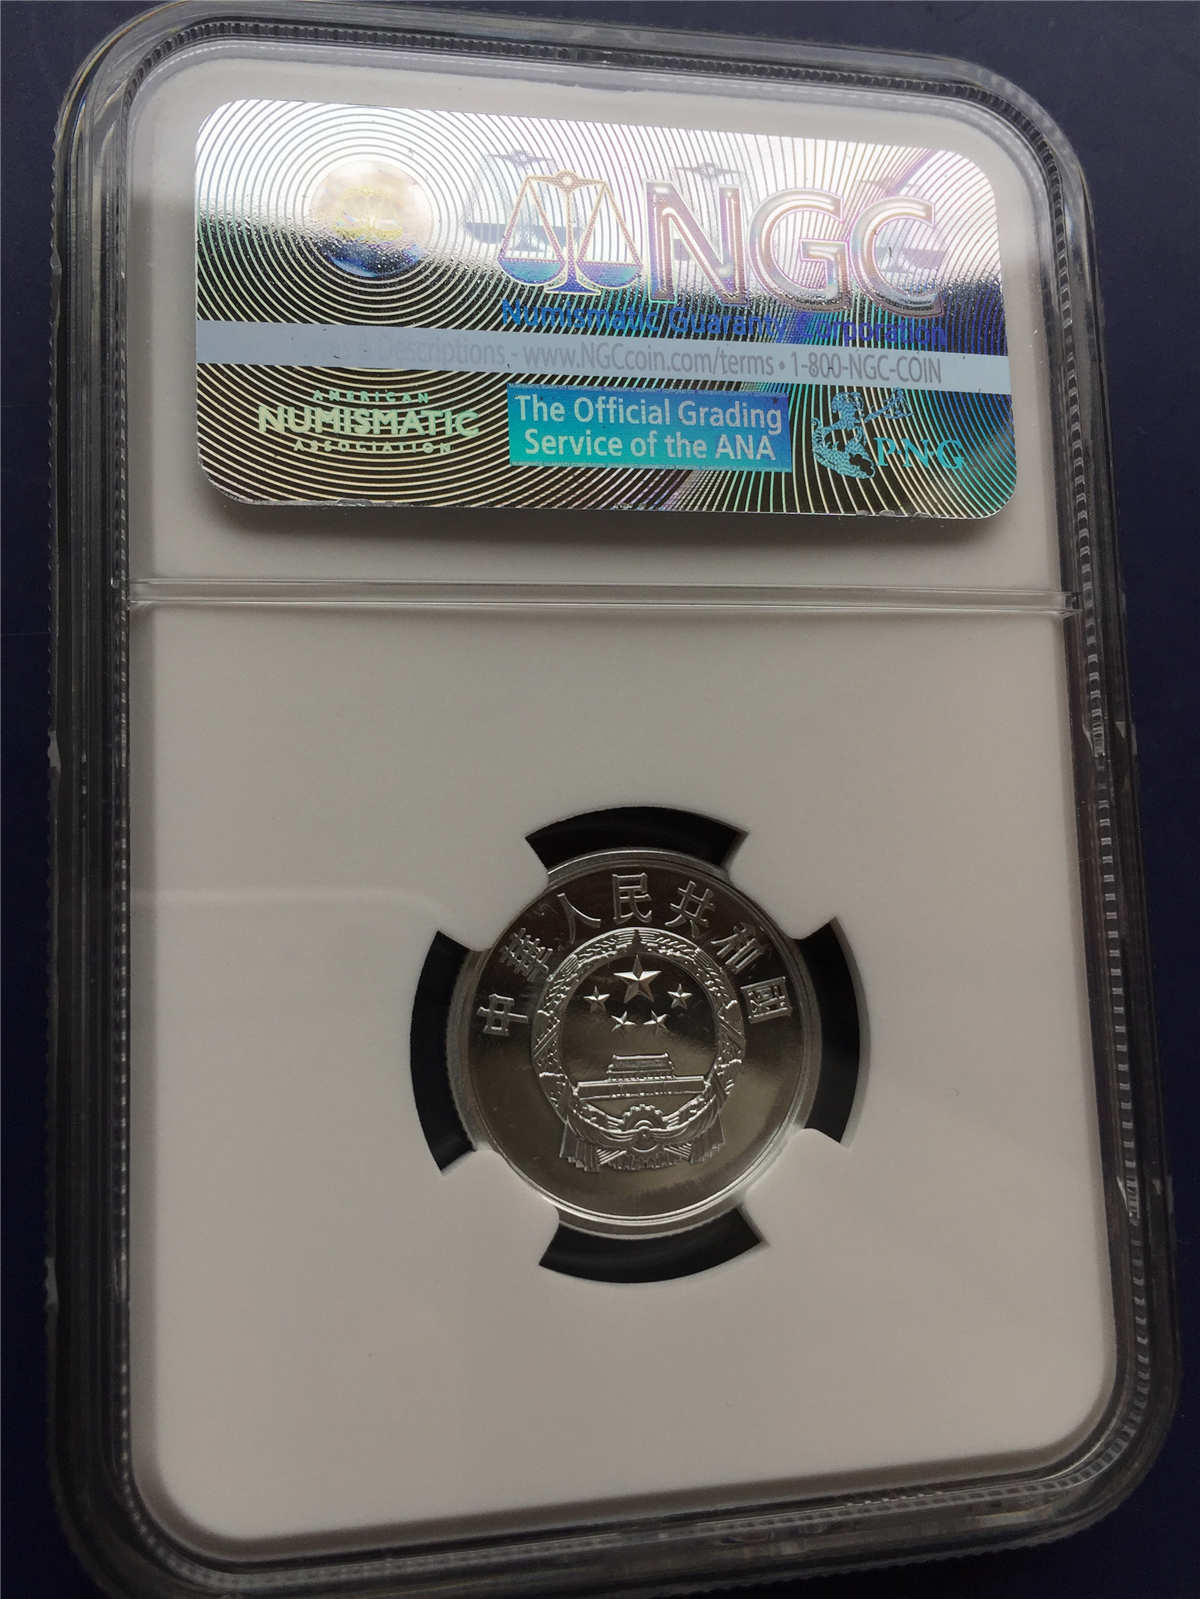 NGC
Numismatic Guaranty Corporation
Descriptions - www.NGCcoin.com/terms • 1-800-NGC-COIN
AMERICAN
NUMISMATIC
ASSOCIATION
The Official Grading
Service of the ANA
PNG
中華人民共和國